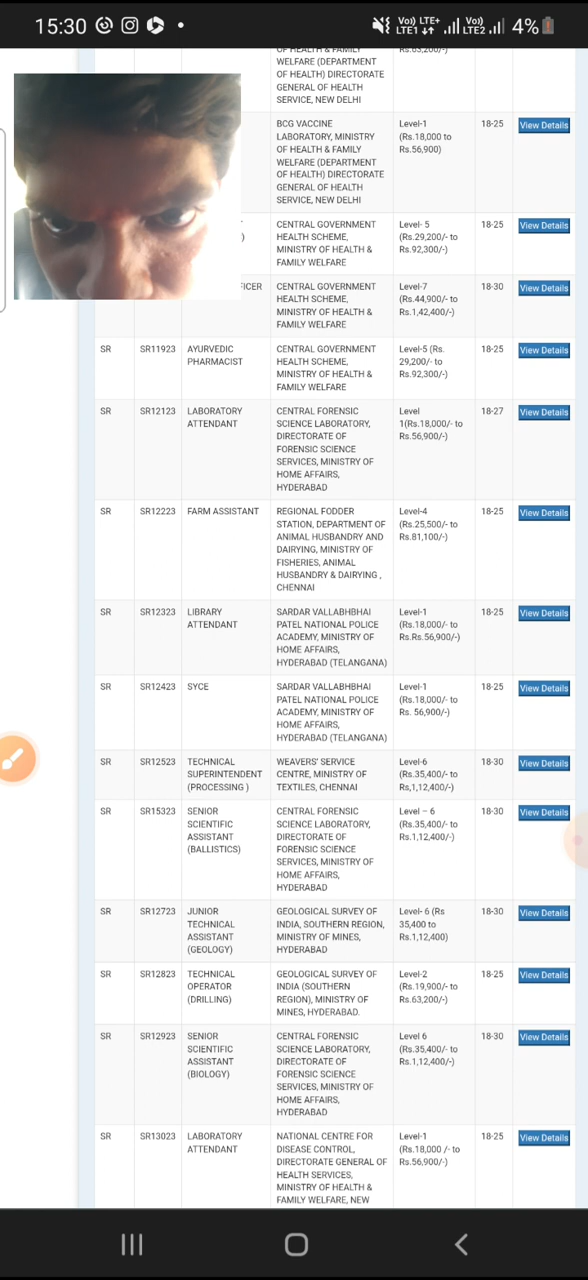 15:30
Vo)) LTE+ Vo)) 4%
LTE1 LTE2
OF HEALTH & FAMILY Rs.63,200/-)
WELFARE (DEPARTMENT
OF HEALTH) DIRECTORATE
GENERAL OF HEALTH
SERVICE, NEW DELHI
BCG VACCINE Level-1 18-25 View Details
LABORATORY, MINISTRY (Rs.18,000 to
OF HEALTH & FAMILY Rs.56,900)
WELFARE (DEPARTMENT
OF HEALTH) DIRECTORATE
GENERAL OF HEALTH
SERVICE, NEW DELHI
CENTRAL GOVERNMENT Level- 5 18-25 View Details
) HEALTH SCHEME, (Rs.29,200/- to
MINISTRY OF HEALTH & Rs.92,300/-)
FAMILY WELFARE
FICER CENTRAL GOVERNMENT Level-7 18-30 View Details
HEALTH SCHEME, (Rs.44,900/- to
MINISTRY OF HEALTH & Rs.1,42,400/-)
FAMILY WELFARE
SR SR11923 AYURVEDIC CENTRAL GOVERNMENT Level-5 (Rs. 18-25 View Details
PHARMACIST HEALTH SCHEME, 29,200/- to
MINISTRY OF HEALTH & Rs.92,300/-)
FAMILY WELFARE
SR SR12123 LABORATORY CENTRAL FORENSIC Level 18-27 View Details
ATTENDANT SCIENCE LABORATORY, 1(Rs.18,000/- to
DIRECTORATE OF Rs.56,900/-)
FORENSIC SCIENCE
SERVICES, MINISTRY OF
HOME AFFAIRS,
HYDERABAD
SR SR12223 FARM ASSISTANT REGIONAL FODDER Level-4 18-25 View Details
STATION, DEPARTMENT OF (Rs.25,500/- to
ANIMAL HUSBANDRY AND Rs.81,100/-)
DAIRYING, MINISTRY OF
FISHERIES, ANIMAL
HUSBANDRY & DAIRYING ,
CHENNAI
SR SR12323 LIBRARY SARDAR VALLABHBHAI Level-1 18-25 View Details
ATTENDANT PATEL NATIONAL POLICE (Rs.18,000/- to
ACADEMY, MINISTRY OF Rs.Rs.56,900/-)
HOME AFFAIRS,
HYDERABAD (TELANGANA)
SR SR12423 SYCE SARDAR VALLABHBHAI Level-1 18-25 View Details
PATEL NATIONAL POLICE (Rs.18,000/- to
ACADEMY, MINISTRY OF Rs. 56,900/-)
HOME AFFAIRS,
HYDERABAD (TELANGANA)
SR SR12523 TECHNICAL WEAVERS' SERVICE Level-6 18-30 View Details
SUPERINTENDENT CENTRE, MINISTRY OF (Rs.35,400/- to
(PROCESSING ) TEXTILES, CHENNAI Rs,1,12,400/-)
SR SR15323 SENIOR CENTRAL FORENSIC Level – 6 18-30 View Details
SCIENTIFIC SCIENCE LABORATORY, (Rs.35,400/- to
ASSISTANT DIRECTORATE OF Rs.1,12,400/-)
(BALLISTICS) FORENSIC SCIENCE
SERVICES, MINISTRY OF
HOME AFFAIRS,
HYDERABAD
SR SR12723 JUNIOR GEOLOGICAL SURVEY OF Level- 6 (Rs 18-30 View Details
TECHNICAL INDIA, SOUTHERN REGION, 35,400 to
ASSISTANT MINISTRY OF MINES, Rs.1,12,400)
(GEOLOGY) HYDERABAD
SR SR12823 TECHNICAL GEOLOGICAL SURVEY OF Level-2 18-25 View Details
OPERATOR INDIA (SOUTHERN (Rs.19,900/- to
(DRILLING) REGION), MINISTRY OF Rs.63,200/-)
MINES, HYDERABAD.
SR SR12923 SENIOR CENTRAL FORENSIC Level 6 18-30 View Details
SCIENTIFIC SCIENCE LABORATORY, (Rs.35,400/- to
ASSISTANT DIRECTORATE OF Rs.1,12,400/-)
(BIOLOGY) FORENSIC SCIENCE
SERVICES, MINISTRY OF
HOME AFFAIRS,
HYDERABAD
SR SR13023 LABORATORY NATIONAL CENTRE FOR Level-1 18-25 View Details
ATTENDANT DISEASE CONTROL, (Rs.18,000 /- to
DIRECTORATE GENERAL OF Rs.56,900/-)
HEALTH SERVICES,
MINISTRY OF HEALTH &
FAMILY WELFARE, NEW